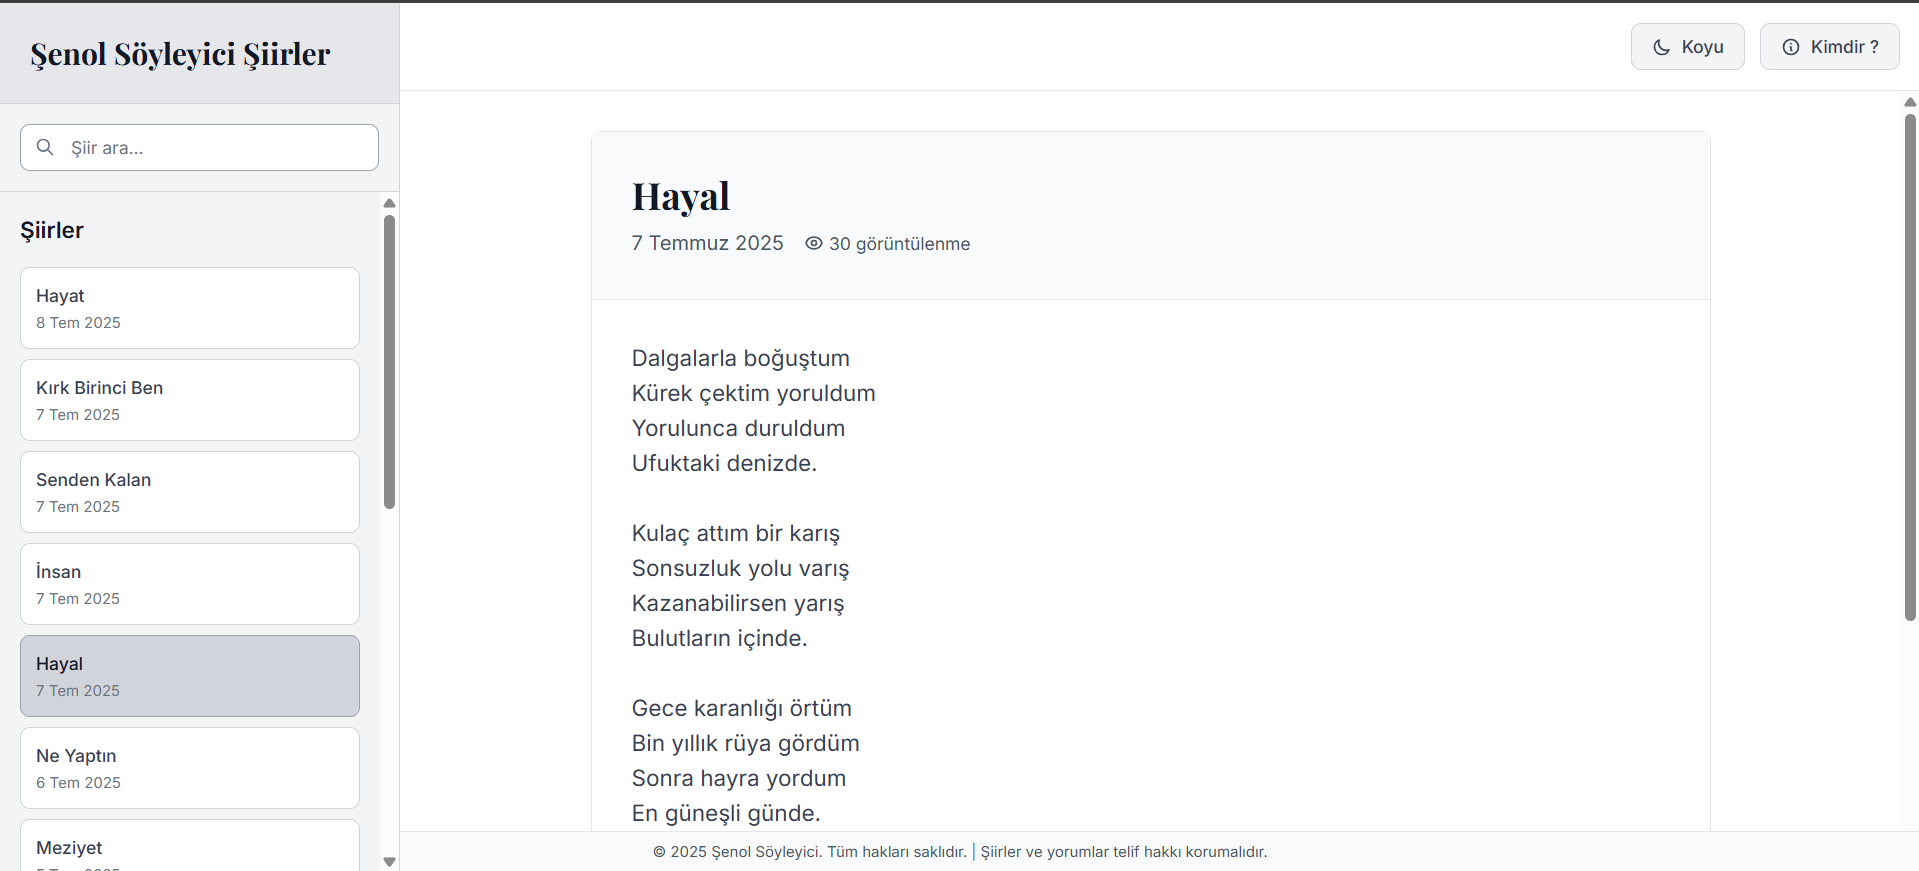 Şenol Söyleyici Şiirler
Şiir ara...
Şiirler
Hayat
8 Tem 2025
Kırk Birinci Ben
7 Tem 2025
Senden Kalan
7 Tem 2025
İnsan
7 Tem 2025
Hayal
7 Tem 2025
Ne Yaptın
6 Tem 2025
Meziyet
Koyu
Kimdir ?
Hayal
7 Temmuz 2025 30 görüntülenme
Dalgalarla boğuştum
Kürek çektim yoruldum
Yorulunca duruldum
Ufuktaki denizde.
Kulaç attım bir karış
Sonsuzluk yolu varış
Kazanabilirsen yarış
Bulutların içinde.
Gece karanlığı örtüm
Bin yıllık rüya gördüm
Sonra hayra yordum
En güneşli günde.
© 2025 Şenol Söyleyici. Tüm hakları saklıdır. | Şiirler ve yorumlar telif hakkı korumalıdır.